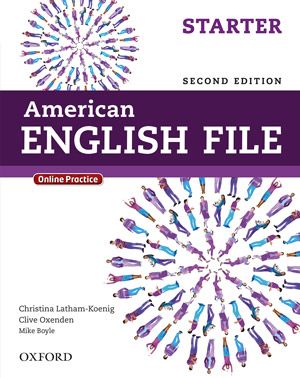 STARTER
SECOND EDITION
American
ENGLISH FILE
Online Practice
Christina Latham-Koenig
Clive Oxenden
Mike Boyle
OXFORD